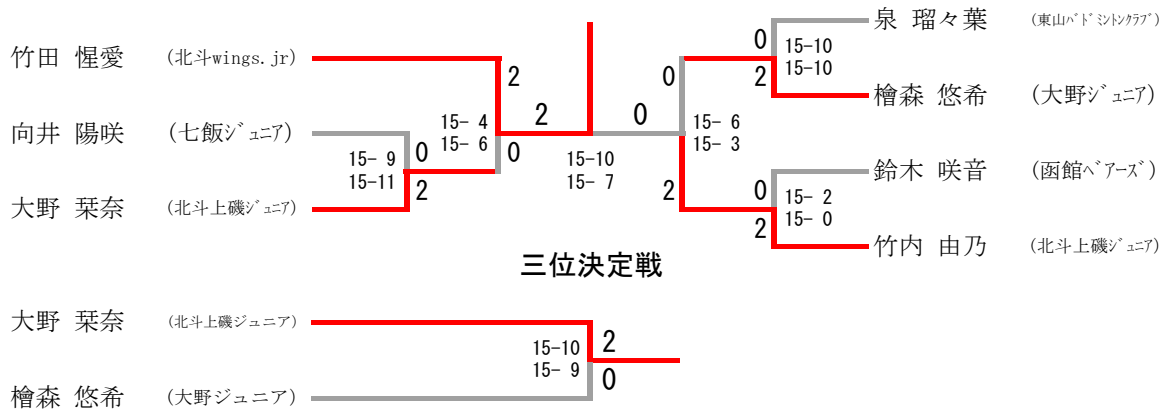 竹田 惺愛 (北斗wings.jr)
向井 陽咲 (七飯ｼﾞｭﾆｱ)
大野 栞奈 (北斗上磯ｼﾞｭﾆｱ)
15- 9
15-11
0
2
15- 4
15- 6
2
0
2
0
15-10
15- 7
0
2
15- 6
15- 3
0
2
15-10
15-10
0
2
15- 2
15- 0
泉 瑠々葉 (東山ﾊﾞﾄﾞﾐﾝﾄﾝｸﾗﾌﾞ)
檜森 悠希 (大野ｼﾞｭﾆｱ)
鈴木 咲音 (函館ベアーズ)
竹内 由乃 (北斗上磯ｼﾞｭﾆｱ)
三位決定戦
大野 栞奈 (北斗上磯ジュニア)
檜森 悠希 (大野ジュニア)
15-10
15- 9
2
0